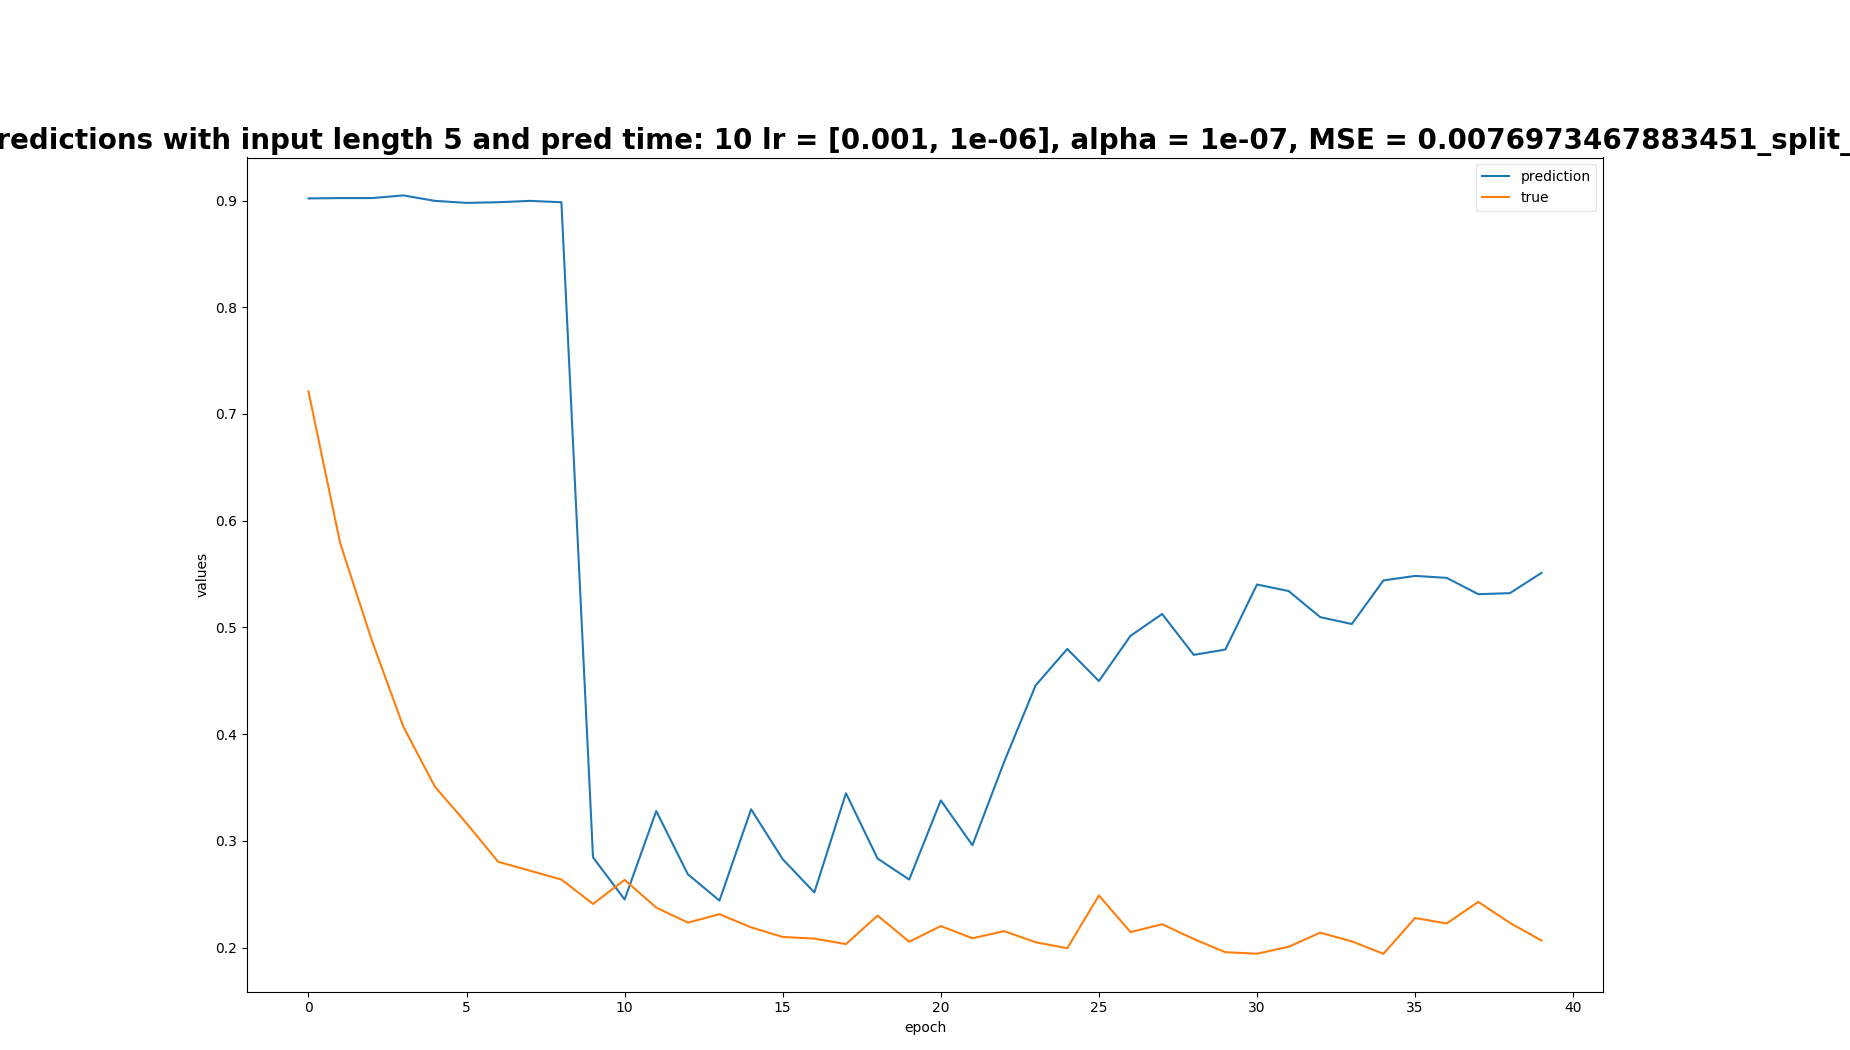 redictions with input length 5 and pred time: 10 lr = [0.001, 1e-06], alpha = 1e-07, MSE = 0.0076973467883451_split_
prediction
true
0.9
0.8
0.7
0.6
0.5
0.4
0.3
0.2
values
0 5 10 15 20 25 30 35 40
epoch